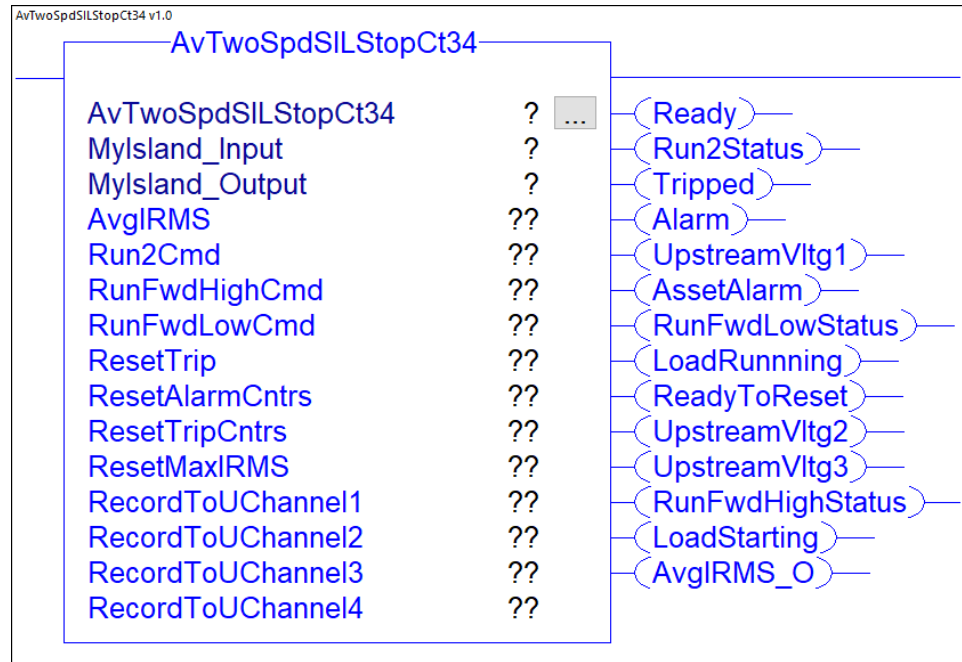 AvTwoSpdSILStopCt34 v1.0
AvTwoSpdSILStopCt34
AvTwoSpdSILStopCt34 ? ... Ready
MyIsland_Input ? Run2Status
MyIsland_Output ? Tripped
AvgIRMS ?? Alarm
Run2Cmd ?? UpstreamVltg1
RunFwdHighCmd ?? AssetAlarm
RunFwdLowCmd ?? RunFwdLowStatus
ResetTrip ?? LoadRunnning
ResetAlarmCntrs ?? ReadyToReset
ResetTripCntrs ?? UpstreamVltg2
ResetMaxIRMS ?? UpstreamVltg3
RecordToUChannel1 ?? RunFwdHighStatus
RecordToUChannel2 ?? LoadStarting
RecordToUChannel3 ?? AvgIRMS_O
RecordToUChannel4 ??